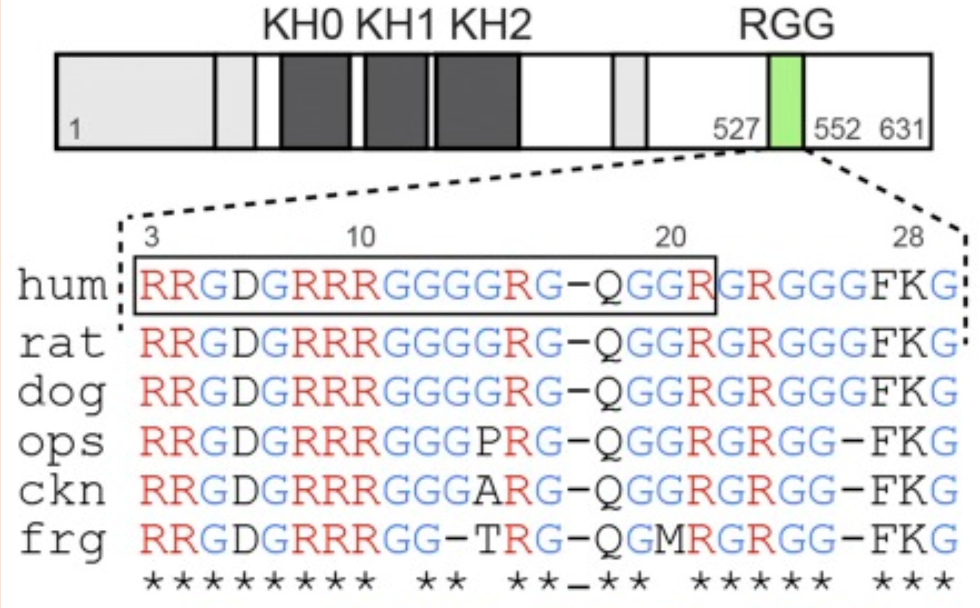 KH0 KH1 KH2 RGG
1 527 552 631
3 10 20 28
hum RRGDGRRRGGGGRG-QGGRGRGGGFKG
rat RRGDGRRRGGGGRG-QGGRGRGGGFKG
dog RRGDGRRRGGGGRG-QGGRGRGGGFKG
ops RRGDGRRRGGGPRG-QGGRGRGG-FKG
ckn RRGDGRRRGGGARG-QGGRGRGG-FKG
frg RRGDGRRRGG-TRG-QGMRGRGG-FKG
******** ** **-** ***** ***